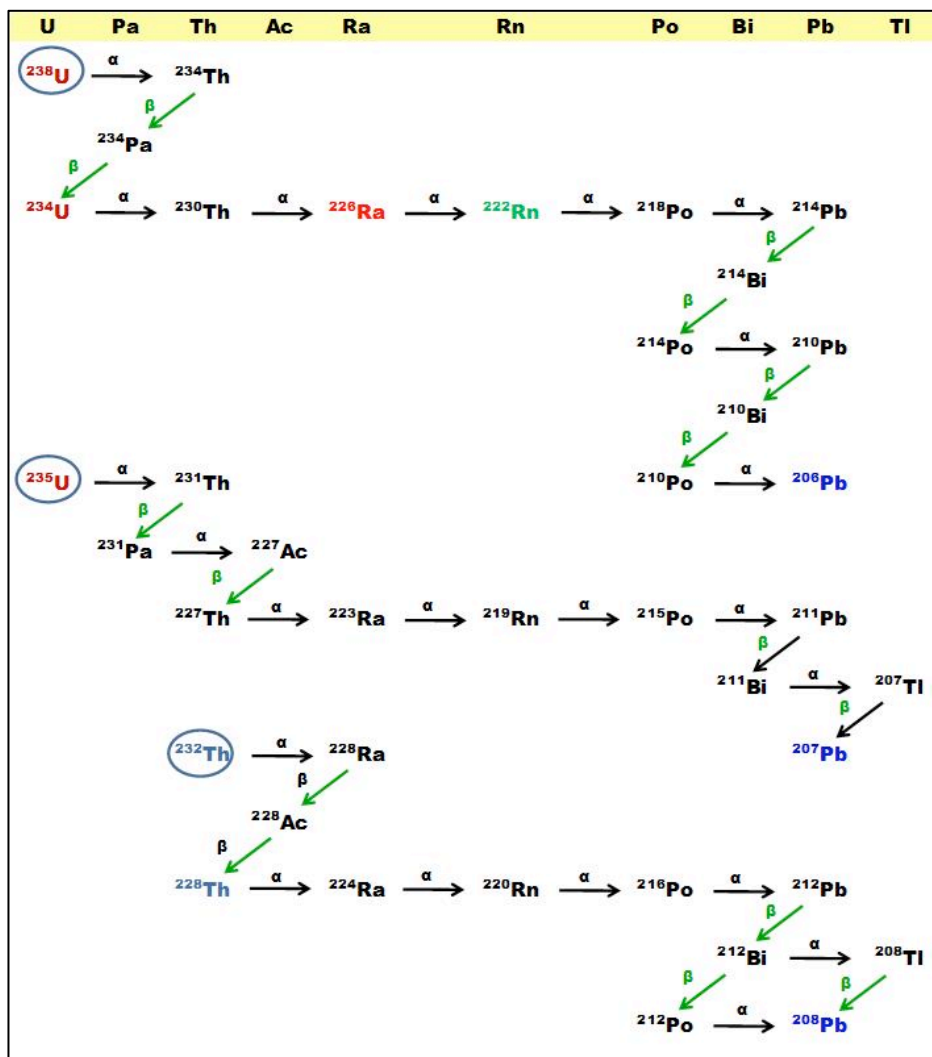 U Pa Th Ac Ra Rn Po Bi Pb Tl
²³⁸U α ²³⁴Th
β
²³⁴Pa
β
²³⁴U α ²³⁰Th α ²²⁶Ra α ²²²Rn α ²¹⁸Po α ²¹⁴Pb
β
²¹⁴Bi
β
²¹⁴Po α ²¹⁰Pb
β
²¹⁰Bi
β
²³⁵U α ²³¹Th ²¹⁰Po α ²⁰⁶Pb
β
²³¹Pa α ²²⁷Ac
β
²²⁷Th α ²²³Ra α ²¹⁹Rn α ²¹⁵Po α ²¹¹Pb
β
²¹¹Bi α ²⁰⁷Tl
β
²³²Th α ²²⁸Ra ²⁰⁷Pb
β
²²⁸Ac
β
²²⁸Th α ²²⁴Ra α ²²⁰Rn α ²¹⁶Po α ²¹²Pb
β
²¹²Bi α ²⁰⁸Tl
β β
²¹²Po α ²⁰⁸Pb